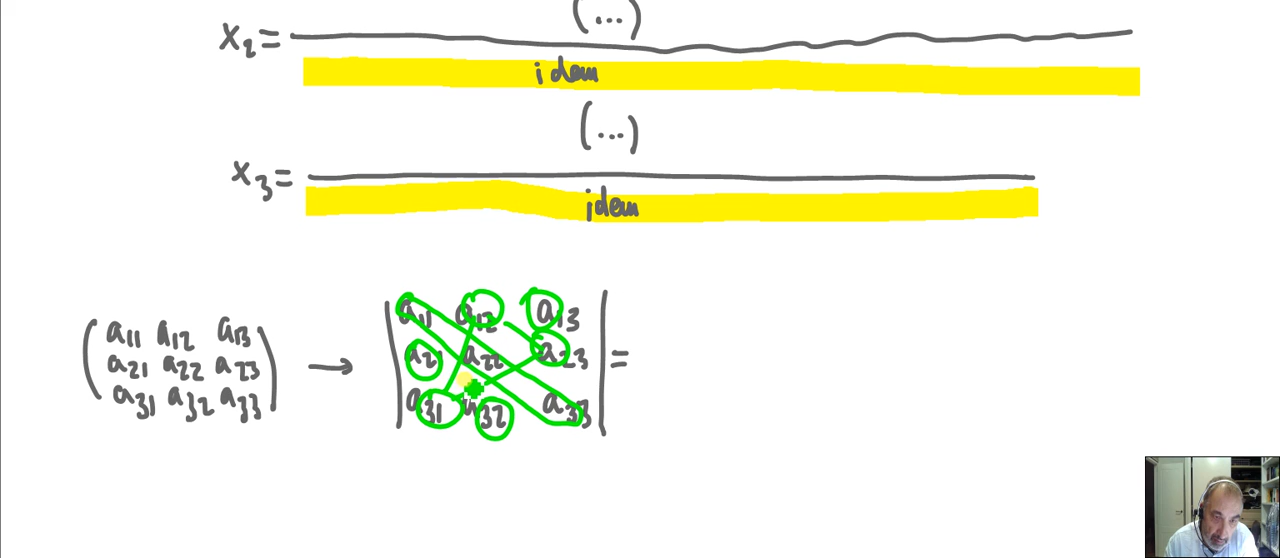 (...)
x₂=
idem
(...)
x₃=
idem
a₁₁ a₁₂ a₁₃
a₂₁ a₂₂ a₂₃ →
a₃₁ a₃₂ a₃₃
a₁₁ a₁₂ a₁₃
a₂₁ a₂₂ a₂₃ =
a₃₁ a₃₂ a₃₃